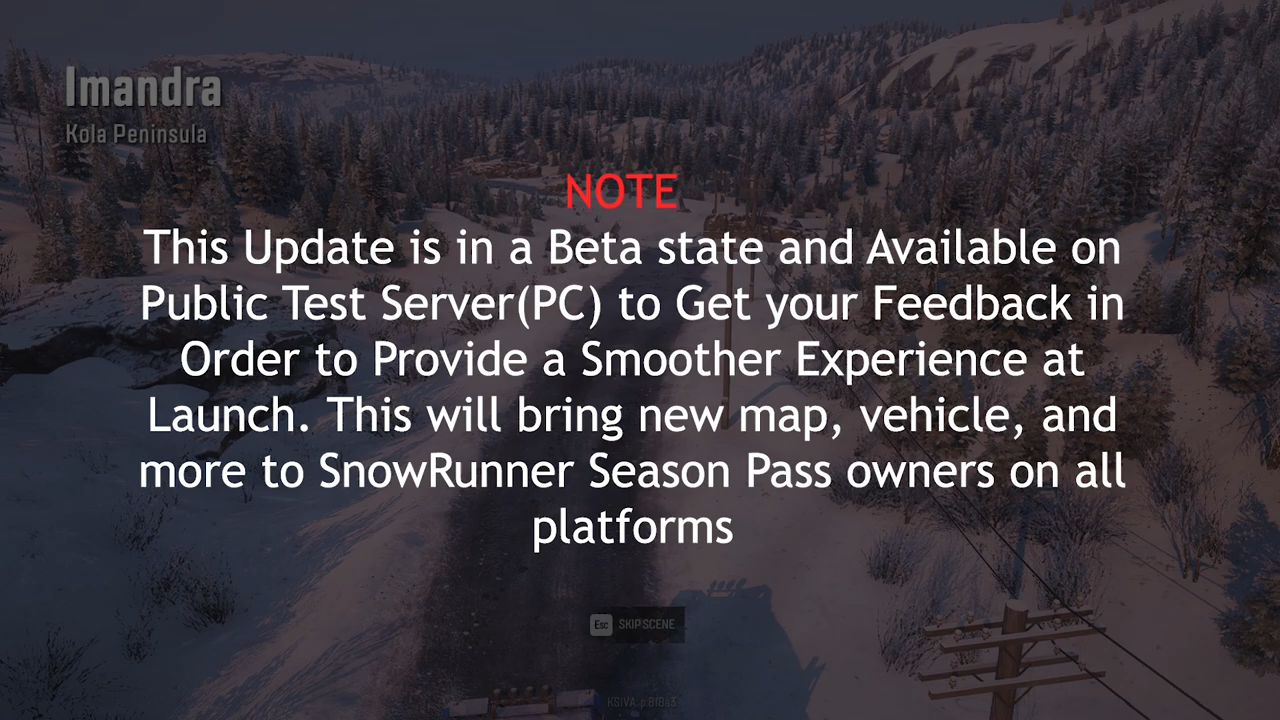 Imandra
Kola Peninsula
NOTE
This Update is in a Beta state and Available on
Public Test Server(PC) to Get your Feedback in
Order to Provide a Smoother Experience at
Launch. This will bring new map, vehicle, and
more to SnowRunner Season Pass owners on all
platforms
Esc SKIP SCENE